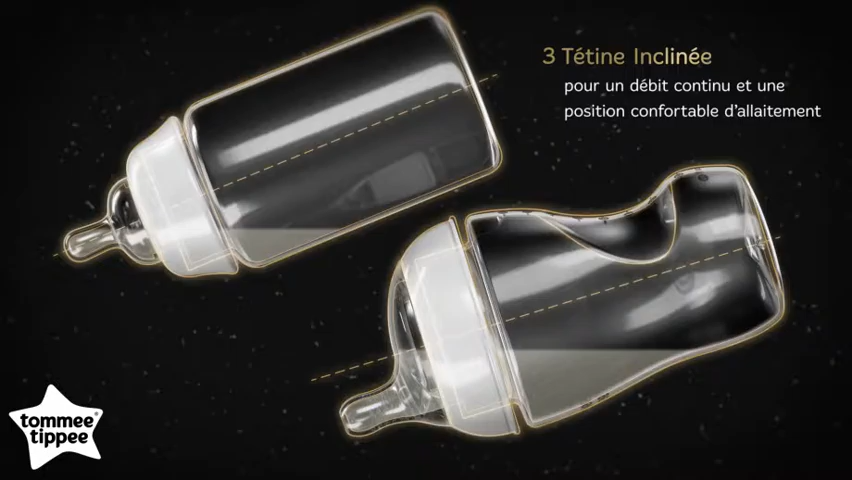 3 Tétine Inclinée
pour un débit continu et une
position confortable d'allaitement
tommee®
tippee